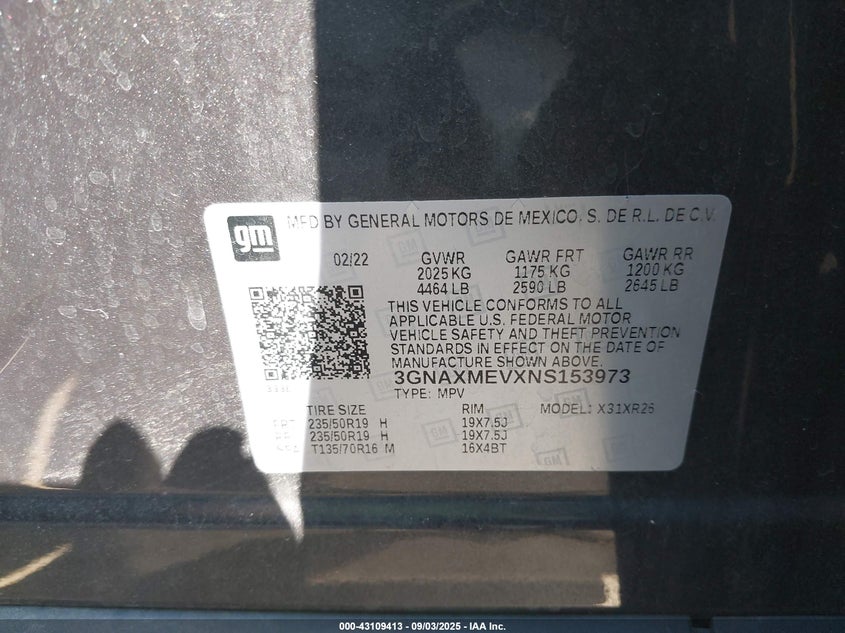 gm
MFD BY GENERAL MOTORS DE MEXICO, S. DE R.L. DE C.V.
02/22 GVWR GAWR FRT GAWR RR
2025 KG 1175 KG 1200 KG
4464 LB 2590 LB 2645 LB
THIS VEHICLE CONFORMS TO ALL
APPLICABLE U.S. FEDERAL MOTOR
VEHICLE SAFETY AND THEFT PREVENTION
STANDARDS IN EFFECT ON THE DATE OF
MANUFACTURE SHOWN ABOVE.
3GNAXMEVXNS153973
TYPE: MPV
TIRE SIZE RIM MODEL: X31XR26
FRT 235/50R19 H 19X7.5J
RR 235/50R19 H 19X7.5J
T135/70R16 M 16X4BT
000-43109413 - 09/03/2025 - IAA Inc.